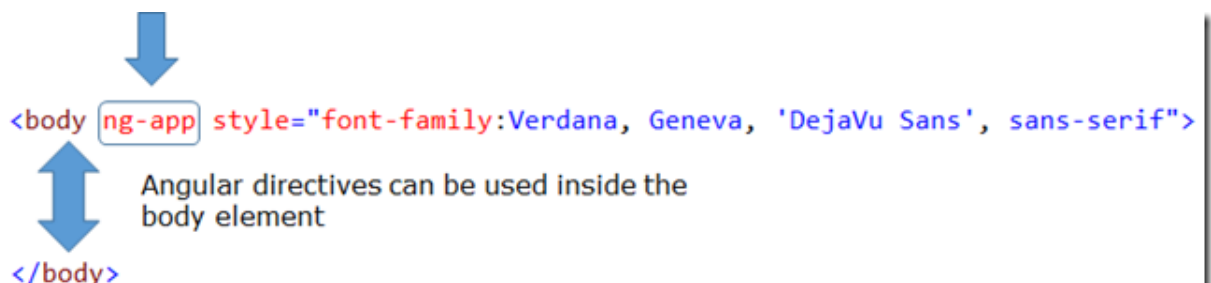 <body ng-app style="font-family:Verdana, Geneva, 'DejaVu Sans', sans-serif">
Angular directives can be used inside the
body element
</body>